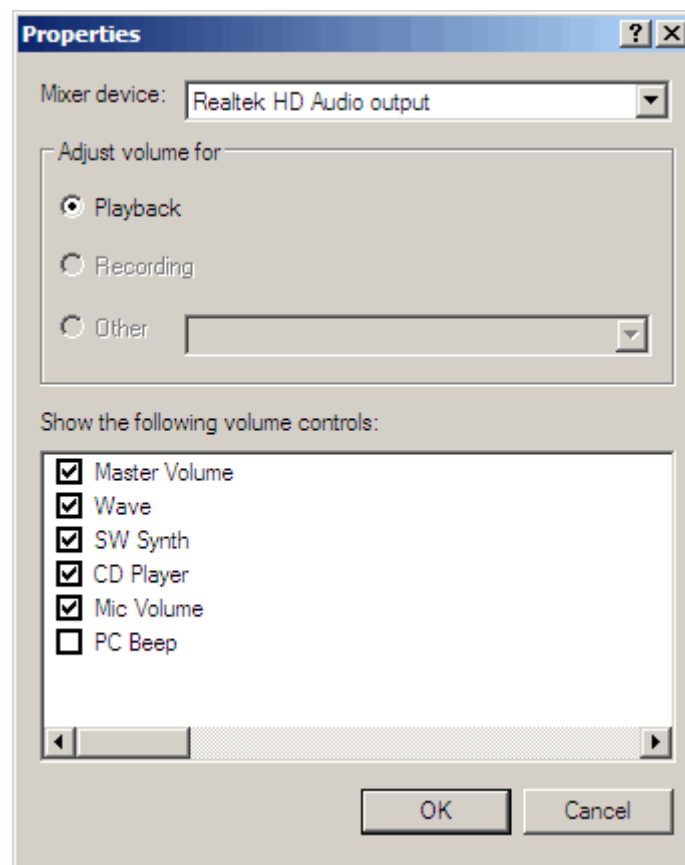 Properties
Mixer device: Realtek HD Audio output
Adjust volume for
Playback
Recording
Other
Show the following volume controls:
Master Volume
Wave
SW Synth
CD Player
Mic Volume
PC Beep
OK Cancel